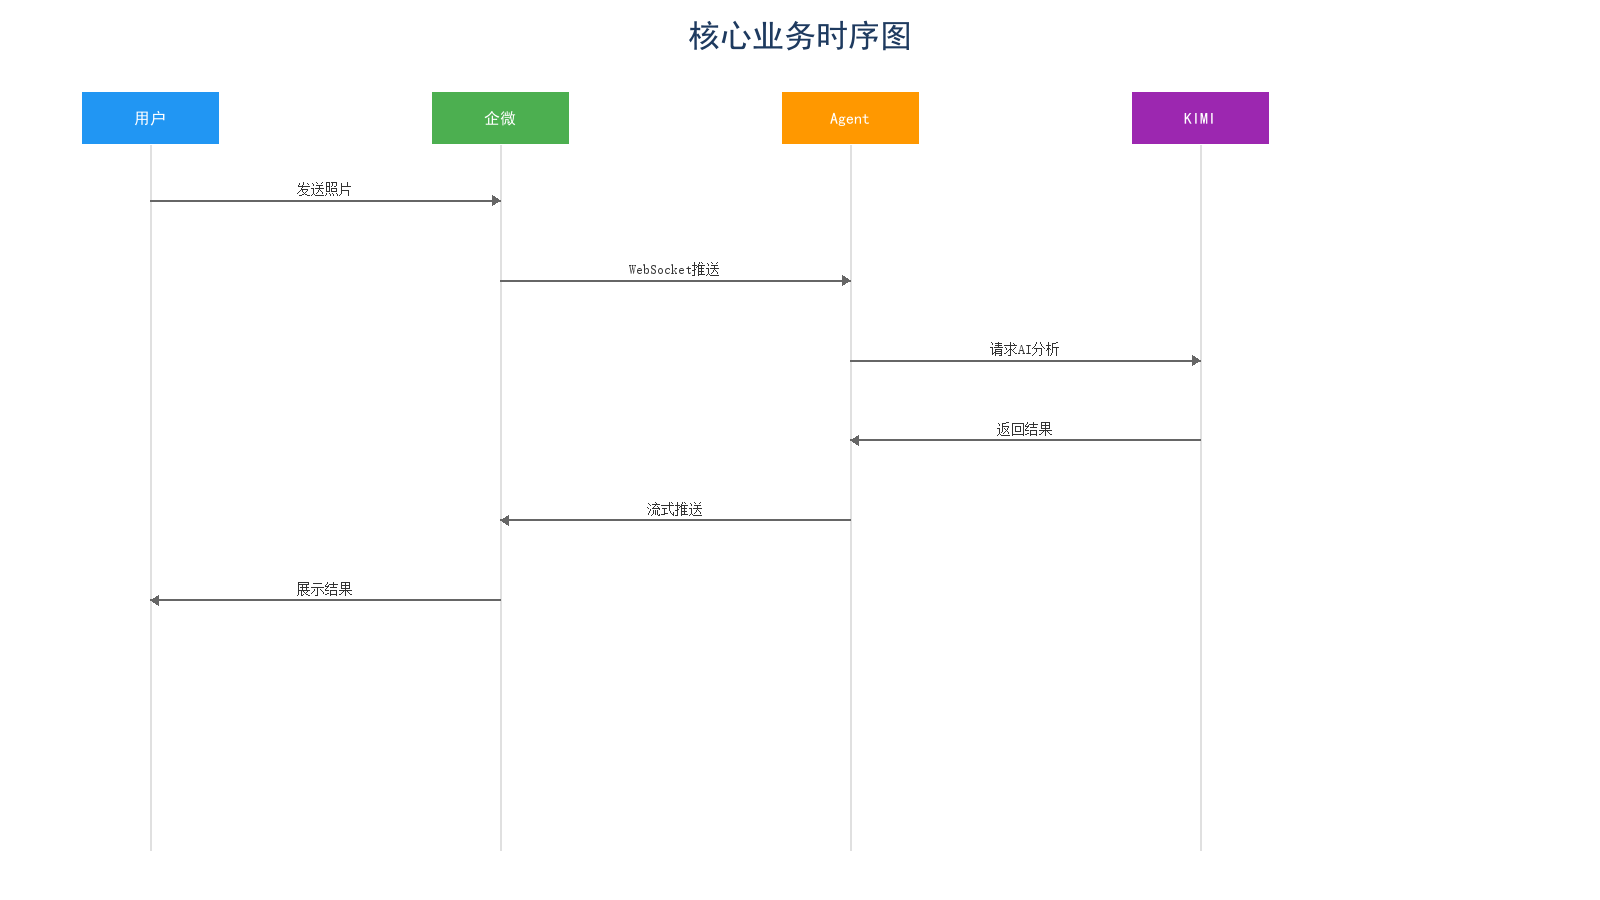 核心业务时序图
用户
企微
Agent
KIMI
发送照片
WebSocket推送
请求AI分析
返回结果
流式推送
展示结果